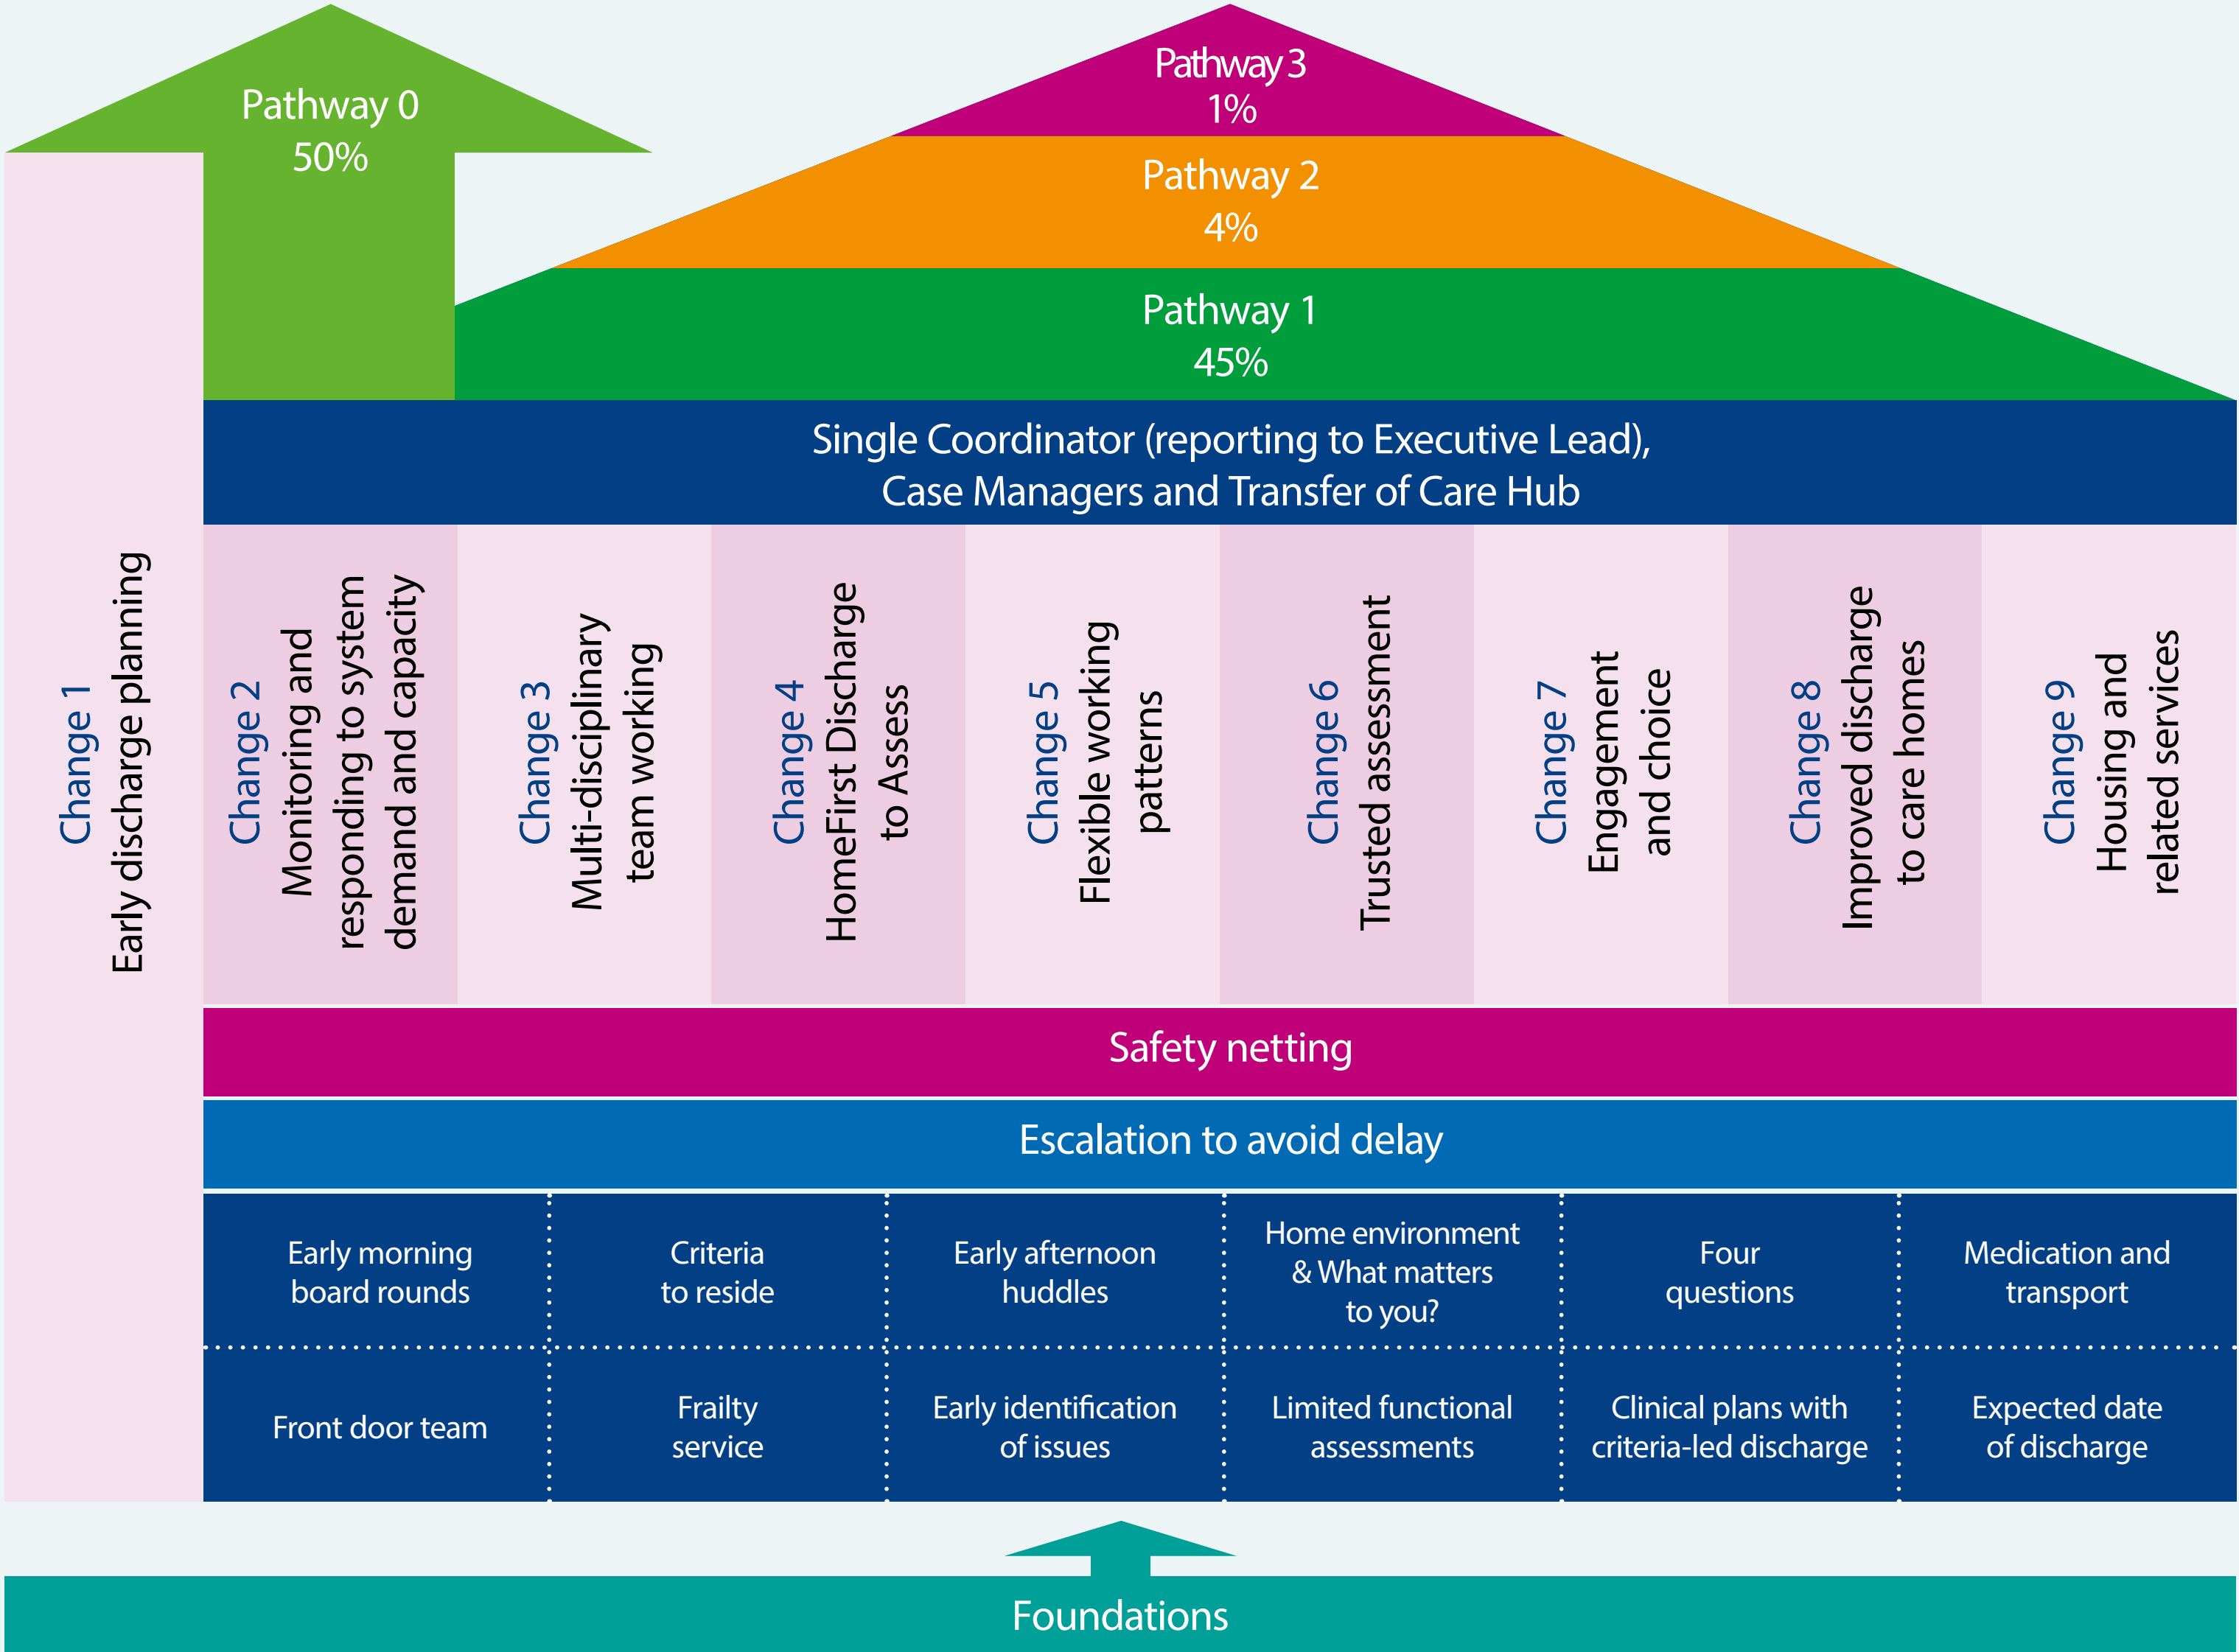 Pathway 0
50%
Pathway 3
1%
Pathway 2
4%
Pathway 1
45%
Single Coordinator (reporting to Executive Lead),
Case Managers and Transfer of Care Hub
Change 1
Early discharge planning
Change 2
Monitoring and
responding to system
demand and capacity
Change 3
Multi-disciplinary
team working
Change 4
HomeFirst Discharge
to Assess
Change 5
Flexible working
patterns
Change 6
Trusted assessment
Change 7
Engagement
and choice
Change 8
Improved discharge
to care homes
Change 9
Housing and
related services
Safety netting
Escalation to avoid delay
Early morning
board rounds
Criteria
to reside
Early afternoon
huddles
Home environment
& What matters
to you?
Four
questions
Medication and
transport
Front door team
Frailty
service
Early identification
of issues
Limited functional
assessments
Clinical plans with
criteria-led discharge
Expected date
of discharge
Foundations